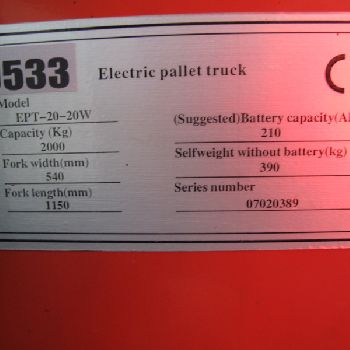 533 Electric pallet truck C
Model
EPT-20-20W
(Suggested)Battery capacity(A
Capacity (Kg)
210
2000
Selfweight without battery(kg)
Fork width(mm)
390
540
Series number
Fork length(mm)
07020389
1150